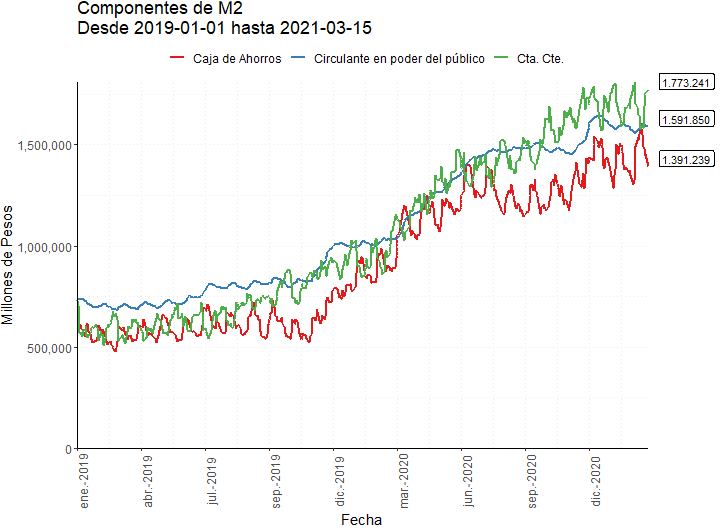 Componentes de M2
Desde 2019-01-01 hasta 2021-03-15
Caja de Ahorros Circulante en poder del público Cta. Cte.
1.773.241
1.591.850
1.391.239
Millones de Pesos
1,500,000
1,000,000
500,000
0
ene.-2019 abr.-2019 jul.-2019 sep.-2019 dic.-2019 mar.-2020 jun.-2020 sep.-2020 dic.-2020
Fecha